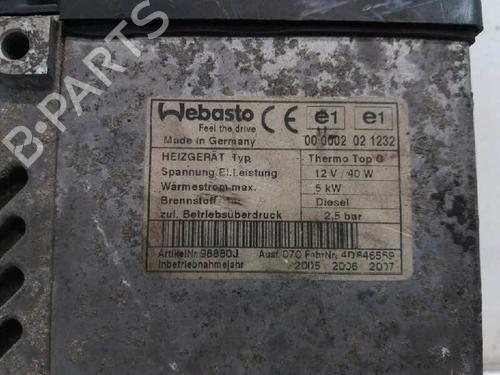 Webasto CE e1 e1
Feel the drive
Made in Germany 00 0002 02 1232
HEIZGERÄT Typ Thermo Top C
Spannung.El.Leistung 12 V / 40 W
Wärmestrom max. 5 kW
Brennstoff Diesel
zul. Betriebsüberdruck 2,5 bar
ArtikelNr. 98880J Ausf. 070 FabrNr. 4D846559
Inbetriebnahmejahr 2005 2006 2007
B